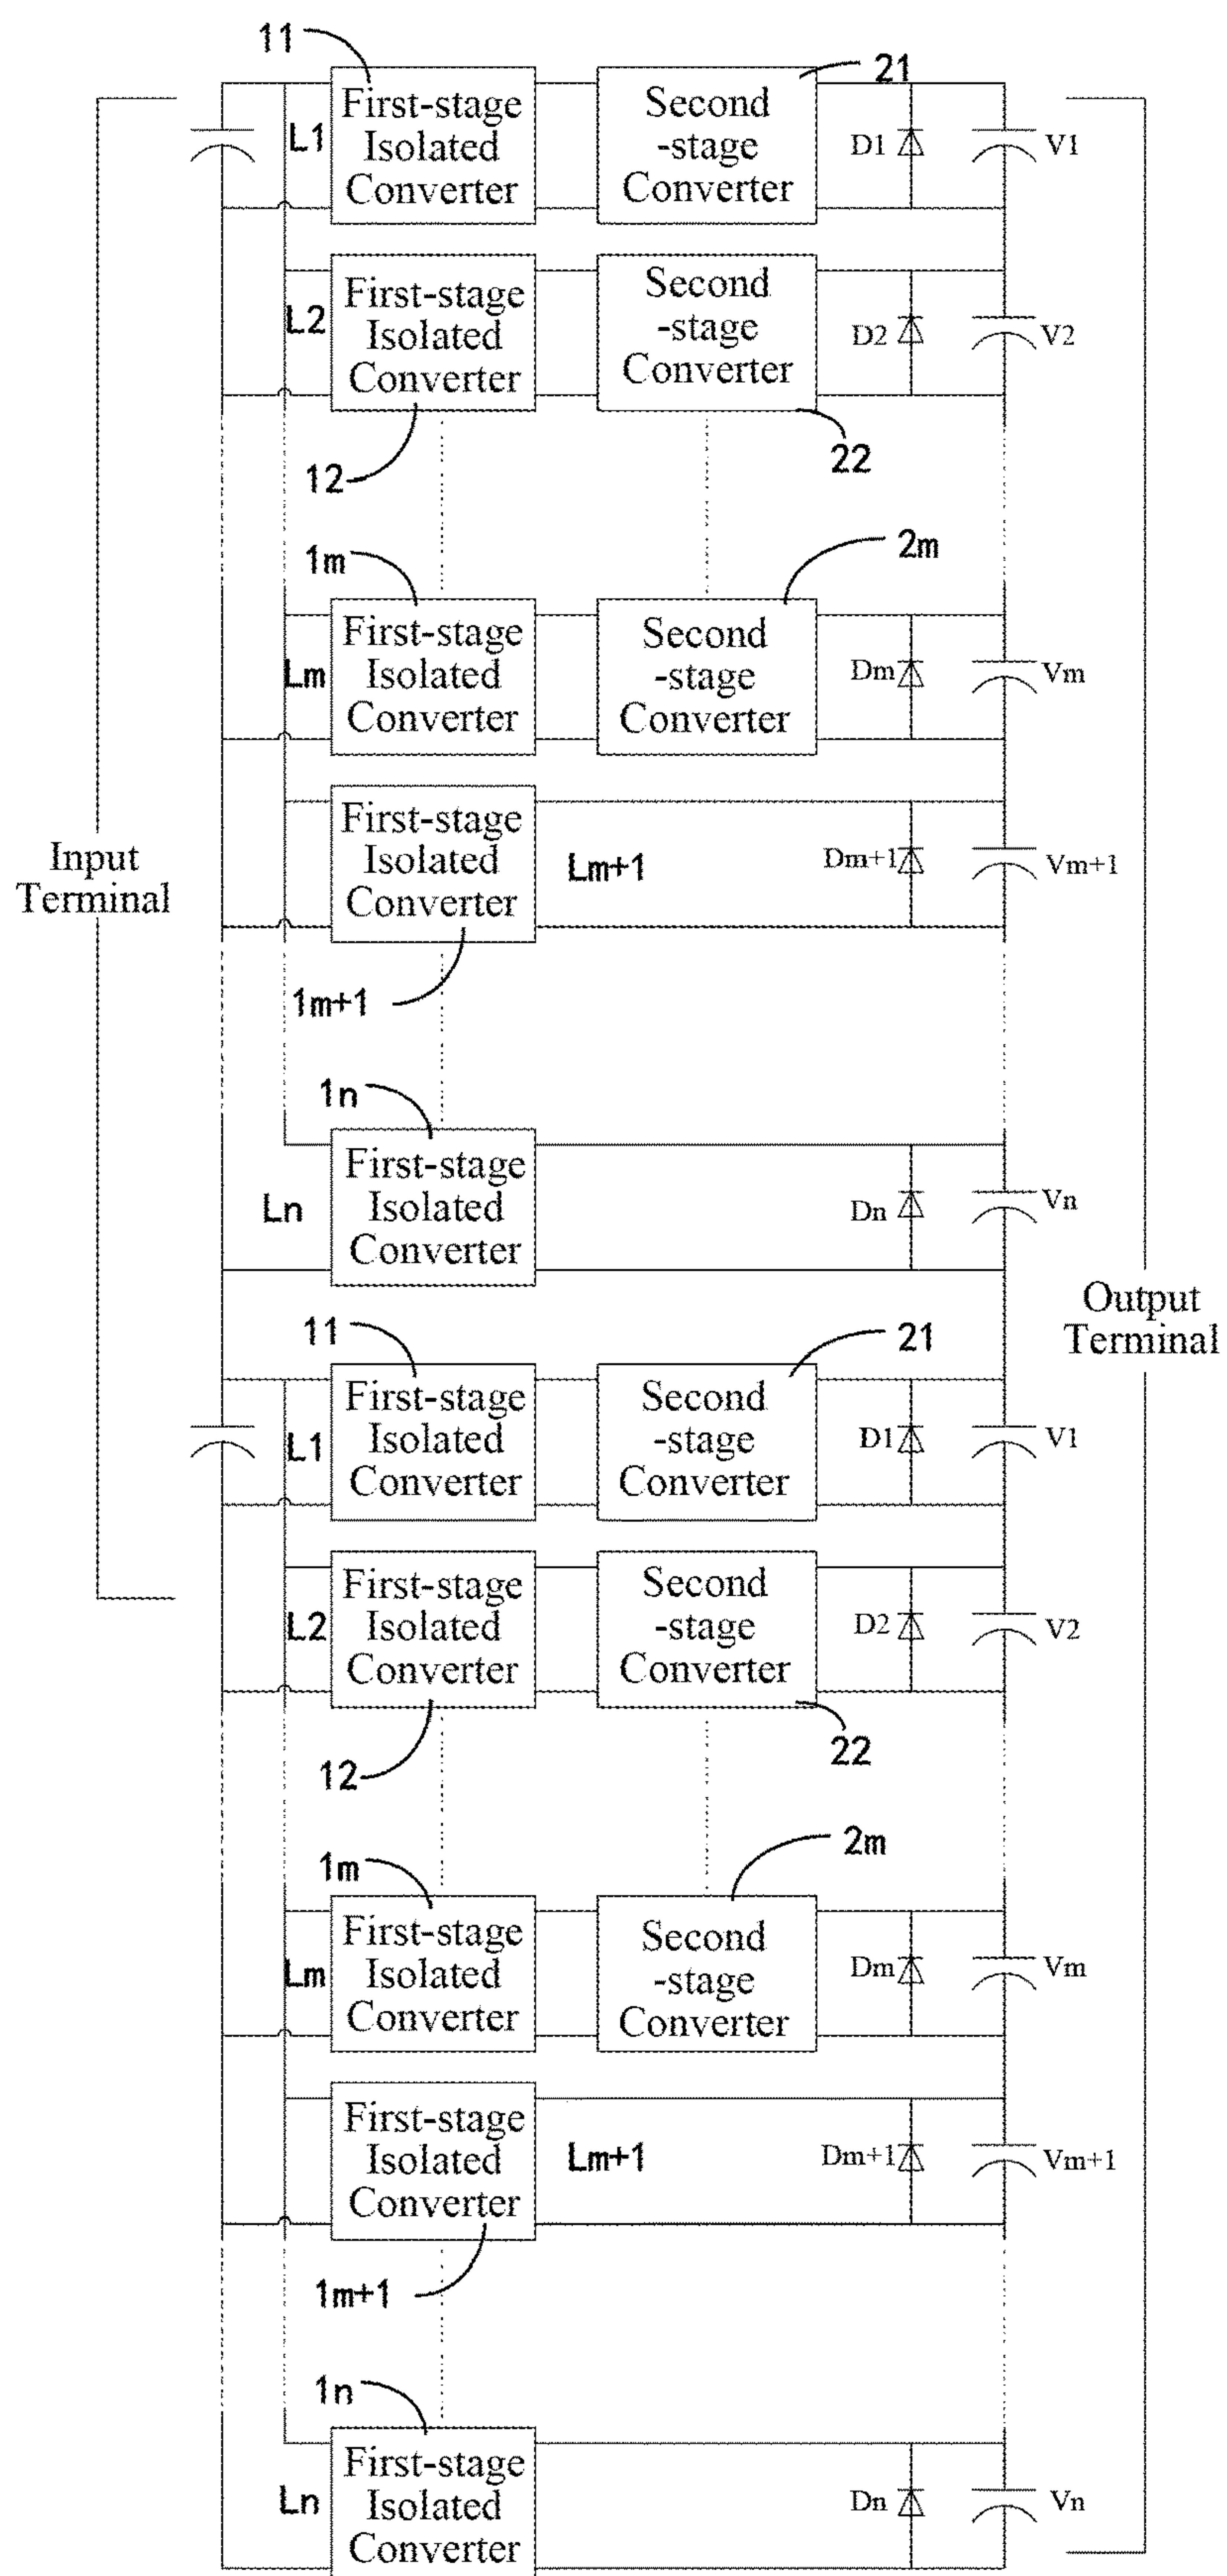 11
21
L1
First-stage
Isolated
Converter
Second
-stage
Converter
D1
V1
L2
First-stage
Isolated
Converter
Second
-stage
Converter
D2
V2
12
22
1m
2m
Lm
First-stage
Isolated
Converter
Second
-stage
Converter
Dm
Vm
Input
Terminal
First-stage
Isolated
Converter
Lm+1
Dm+1
Vm+1
1m+1
1n
Ln
First-stage
Isolated
Converter
Dn
Vn
Output
Terminal
11
21
L1
First-stage
Isolated
Converter
Second
-stage
Converter
D1
V1
L2
First-stage
Isolated
Converter
Second
-stage
Converter
D2
V2
12
22
1m
2m
Lm
First-stage
Isolated
Converter
Second
-stage
Converter
Dm
Vm
First-stage
Isolated
Converter
Lm+1
Dm+1
Vm+1
1m+1
1n
Ln
First-stage
Isolated
Converter
Dn
Vn